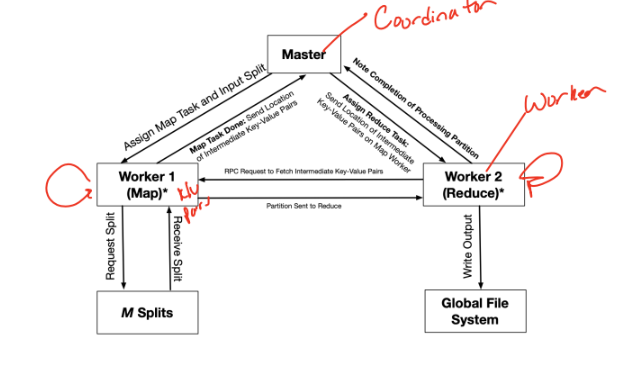 Coordinator
Master
Assign Map Task and Input Split
Map Task Done: Send Location
of Intermediate Key-Value Pairs
Assign Reduce Task:
Send Location of Intermediate
Key-Value Pairs on Map Worker
Note Completion of Processing Partition
Worker
Worker 1
(Map)*
k/v
pairs
RPC Request to Fetch Intermediate Key-Value Pairs
Partition Sent to Reduce
Worker 2
(Reduce)*
Request Split
Receive Split
Write Output
M Splits
Global File
System